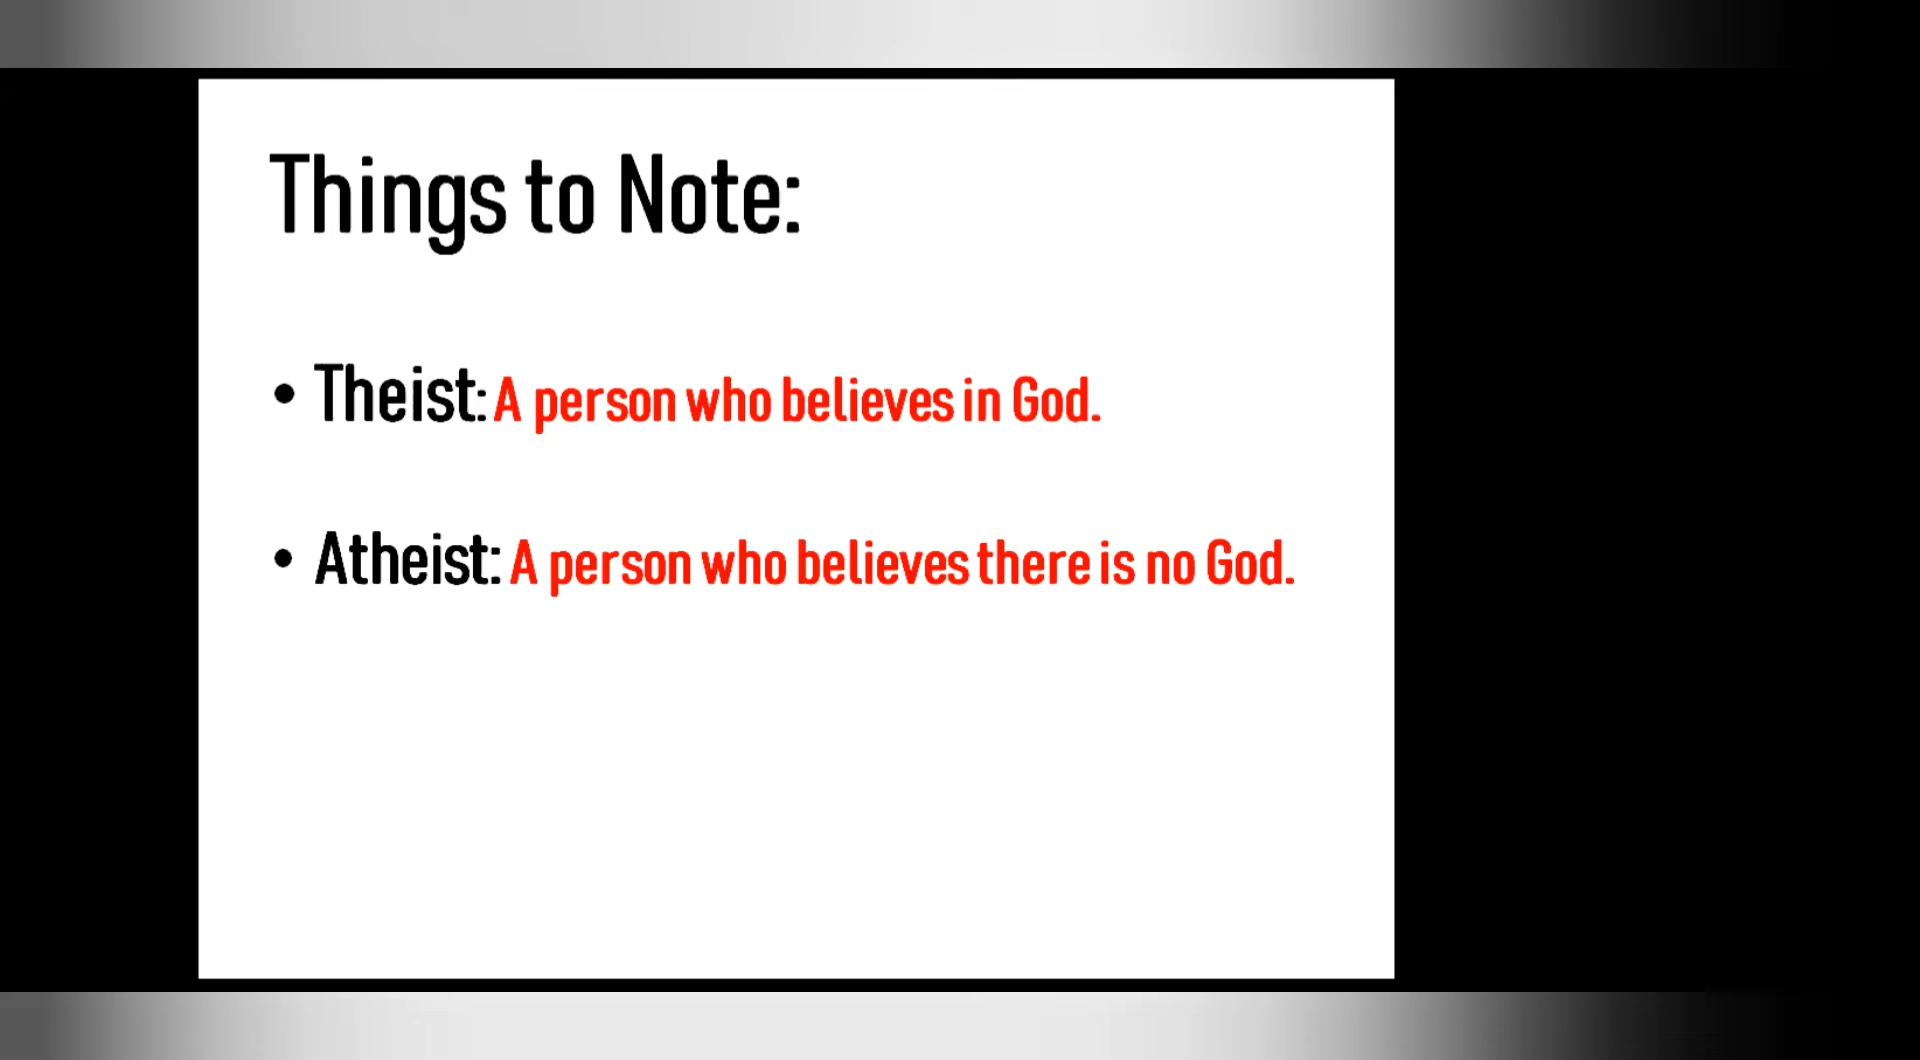 Things to Note:
• Theist: A person who believes in God.
• Atheist: A person who believes there is no God.